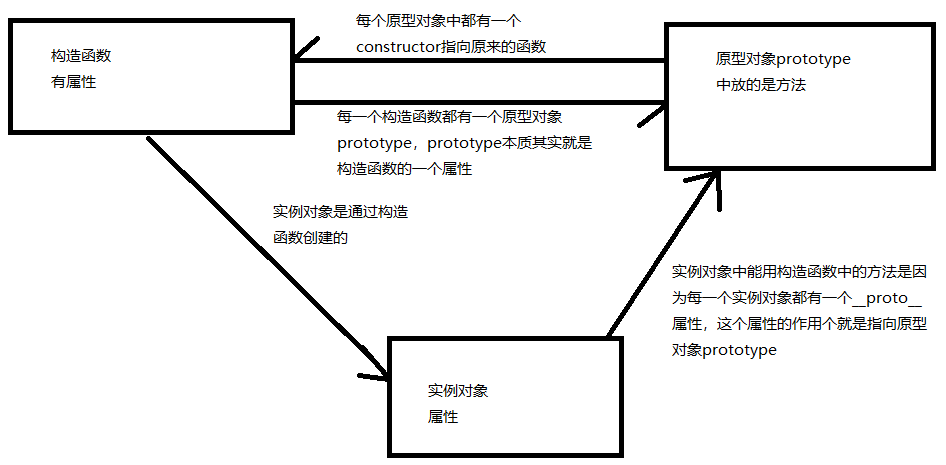 每个原型对象中都有一个
constructor指向原来的函数
构造函数
有属性
原型对象prototype
中放的是方法
每一个构造函数都有一个原型对象
prototype，prototype本质其实就是
构造函数的一个属性
实例对象是通过构造
函数创建的
实例对象中能用构造函数中的方法是因
为每一个实例对象都有一个__proto__
属性，这个属性的作用个就是指向原型
对象prototype
实例对象
属性